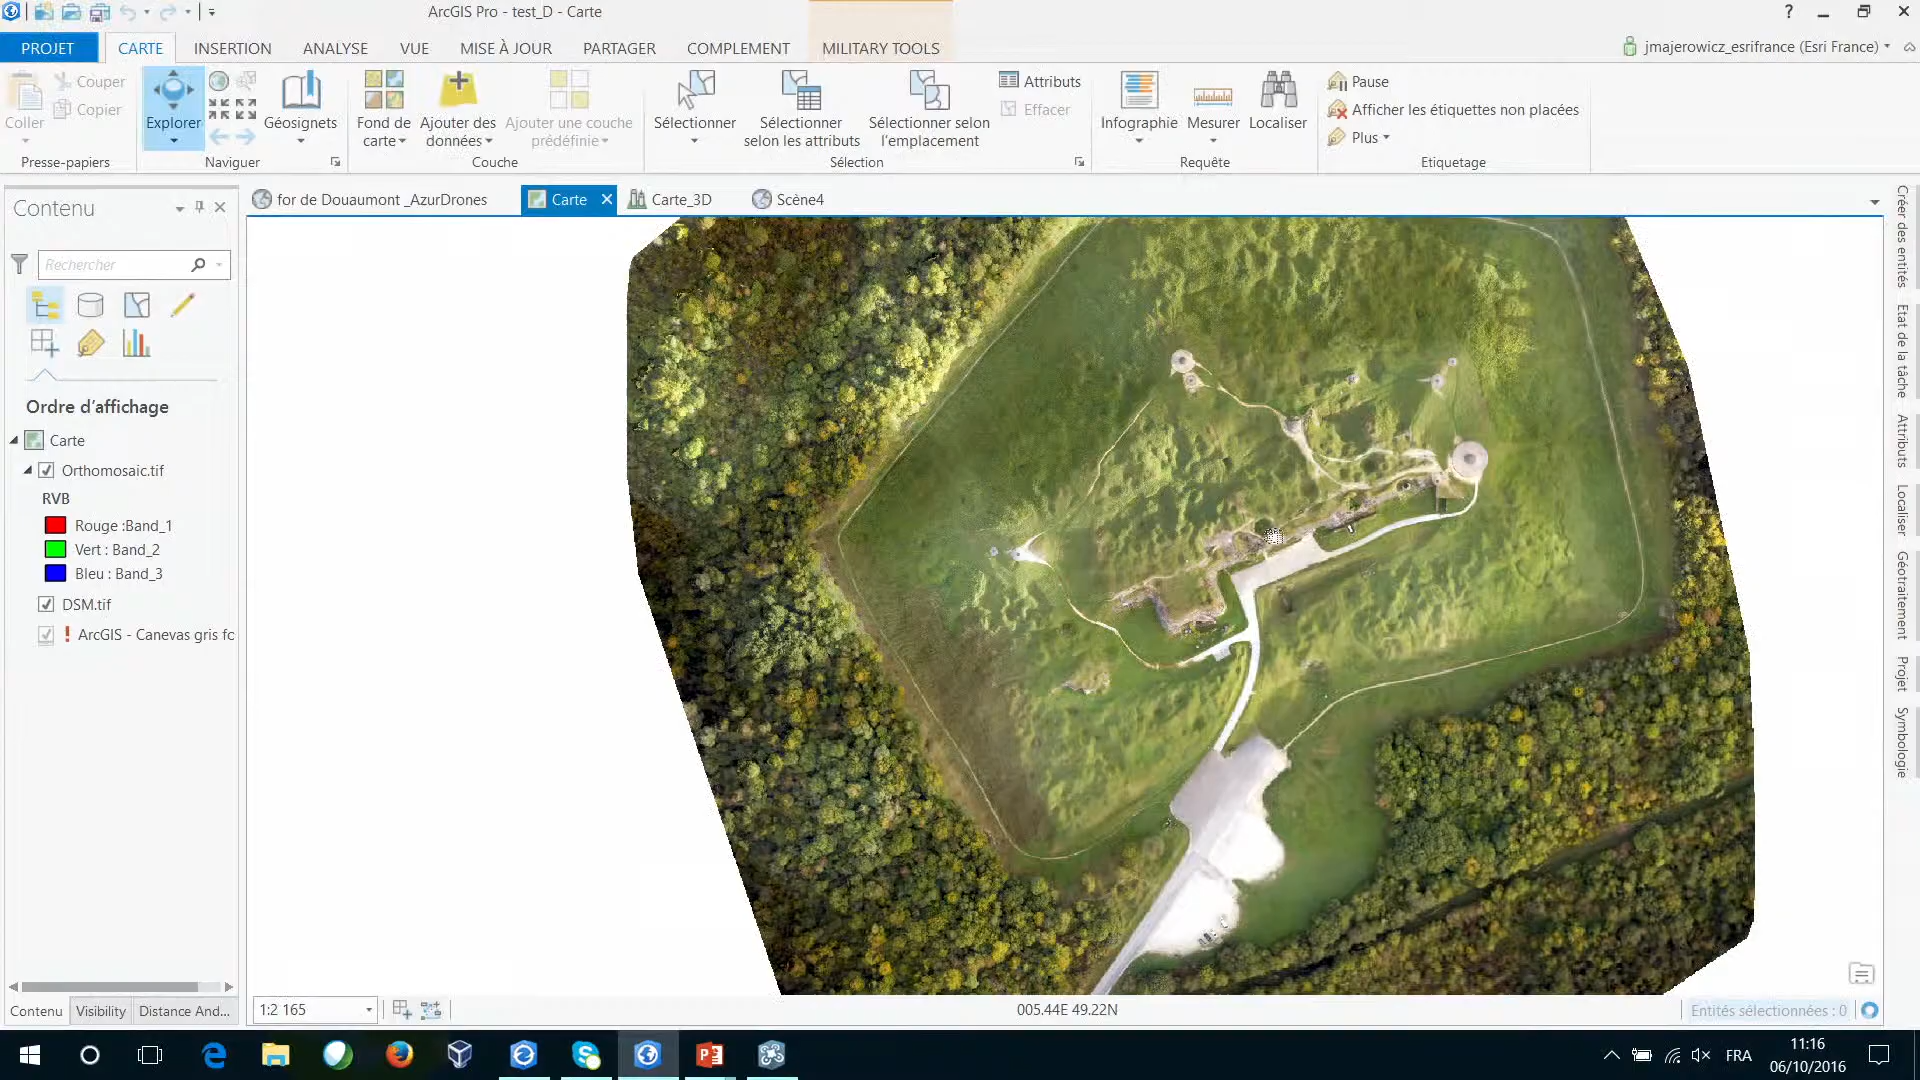 ArcGIS Pro - test_D - Carte
?
PROJET
CARTE
INSERTION
ANALYSE
VUE
MISE À JOUR
PARTAGER
COMPLEMENT
MILITARY TOOLS
jmajerowicz_esrifrance (Esri France)
Coller
Couper
Copier
Presse-papiers
Explorer
Géosignets
Naviguer
Fond de
carte
Ajouter des
données
Ajouter une couche
prédéfinie
Couche
Sélectionner
Sélectionner
selon les attributs
Sélectionner selon
l'emplacement
Attributs
Effacer
Sélection
Infographie
Mesurer
Localiser
Requête
Pause
Afficher les étiquettes non placées
Plus
Etiquetage
Contenu
for de Douaumont _AzurDrones
Carte
Carte_3D
Scène4
Rechercher
Ordre d'affichage
Carte
Orthomosaic.tif
RVB
Rouge :Band_1
Vert : Band_2
Bleu : Band_3
DSM.tif
! ArcGIS - Canevas gris fc
Créer des entités
Etat de la tâche
Attributs
Localiser
Géotraitement
Projet
Symbologie
Contenu
Visibility
Distance And...
1:2 165
005.44E 49.22N
Entités sélectionnées : 0
FRA
11:16
06/10/2016